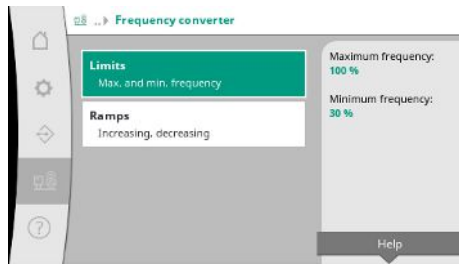 ..▶ Frequency converter
Limits
Max. and min. frequency
Ramps
Increasing, decreasing
Maximum frequency:
100 %
Minimum frequency:
30 %
?
Help